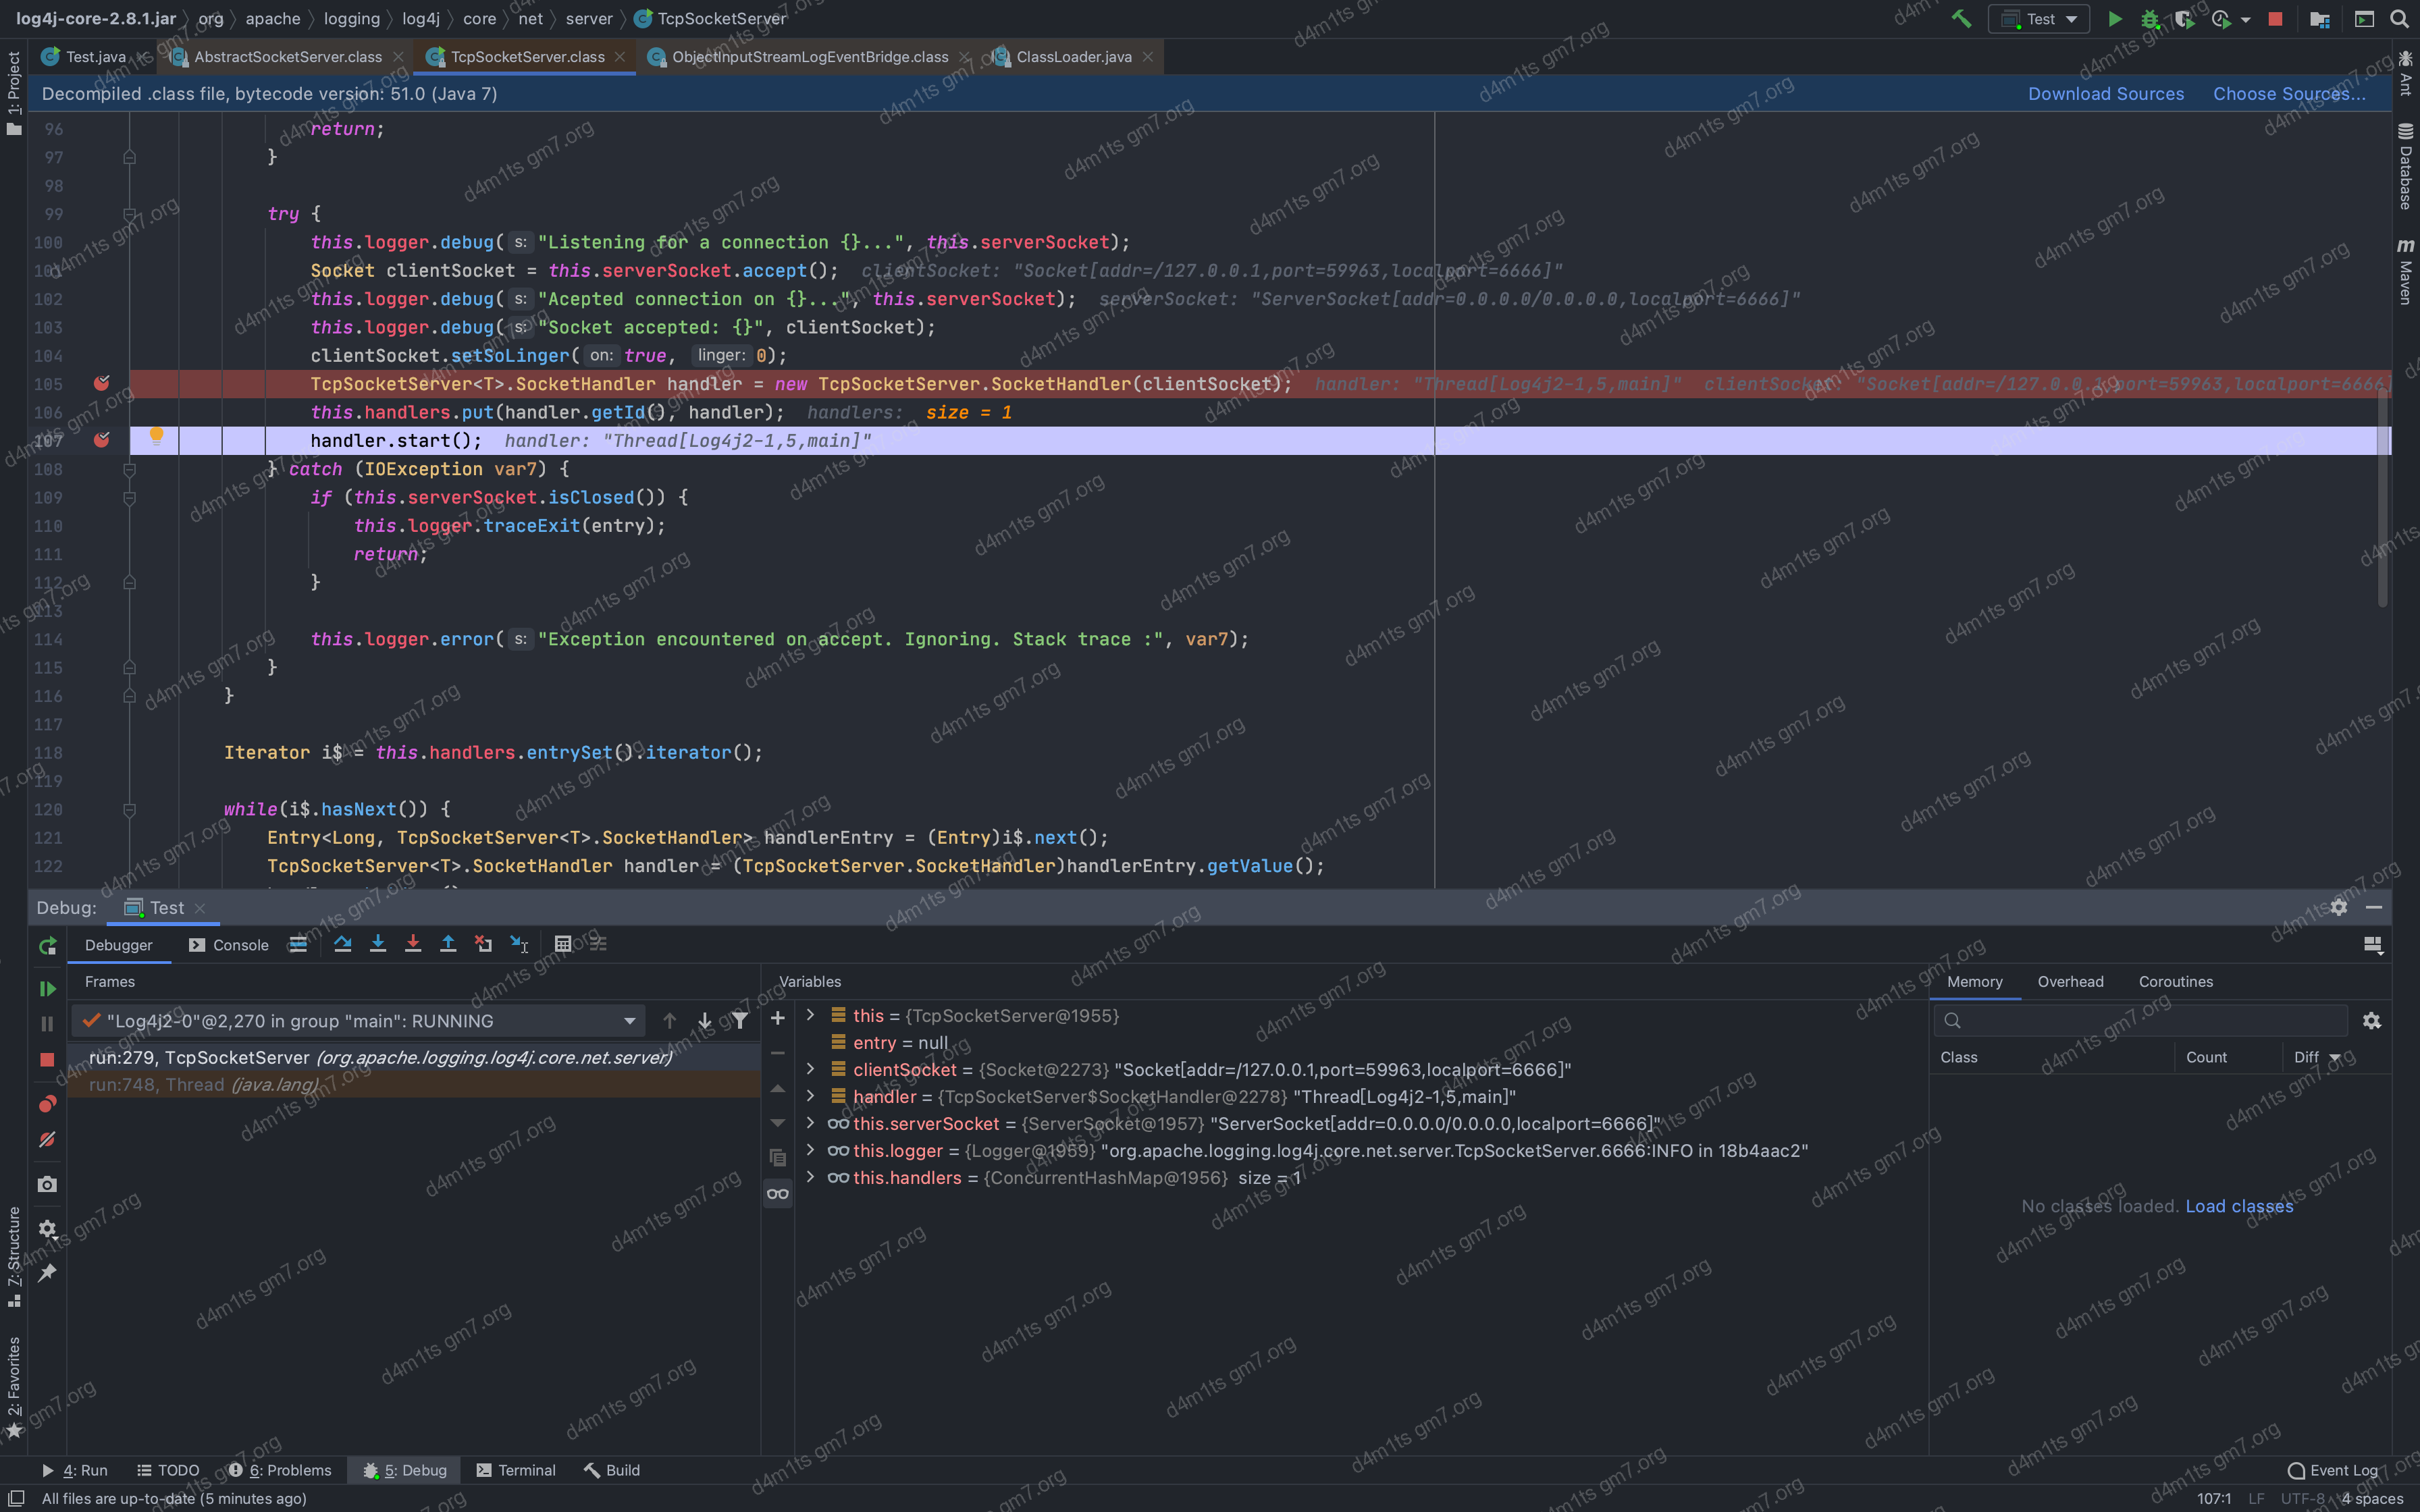 log4j-core-2.8.1.jar org apache logging log4j core net server TcpSocketServer
Test
Test.java AbstractSocketServer.class TcpSocketServer.class ObjectInputStreamLogEventBridge.class ClassLoader.java
Decompiled .class file, bytecode version: 51.0 (Java 7) Download Sources Choose Sources...
96 return;
97 }
98
99 try {
100 this.logger.debug( s: "Listening for a connection {}...", this.serverSocket);
101 Socket clientSocket = this.serverSocket.accept(); clientSocket: "Socket[addr=/127.0.0.1,port=59963,localport=6666]"
102 this.logger.debug( s: "Acepted connection on {}...", this.serverSocket); serverSocket: "ServerSocket[addr=0.0.0.0/0.0.0.0,localport=6666]"
103 this.logger.debug( s: "Socket accepted: {}", clientSocket);
104 clientSocket.setSoLinger( on: true, linger: 0);
105 TcpSocketServer<T>.SocketHandler handler = new TcpSocketServer.SocketHandler(clientSocket); handler: "Thread[Log4j2-1,5,main]" clientSocket: "Socket[addr=/127.0.0.1,port=59963,localport=6666]
106 this.handlers.put(handler.getId(), handler); handlers: size = 1
107 handler.start(); handler: "Thread[Log4j2-1,5,main]"
108 } catch (IOException var7) {
109 if (this.serverSocket.isClosed()) {
110 this.logger.traceExit(entry);
111 return;
112 }
113
114 this.logger.error( s: "Exception encountered on accept. Ignoring. Stack trace :", var7);
115 }
116 }
117
118 Iterator i$ = this.handlers.entrySet().iterator();
119
120 while(i$.hasNext()) {
121 Entry<Long, TcpSocketServer<T>.SocketHandler> handlerEntry = (Entry)i$.next();
122 TcpSocketServer<T>.SocketHandler handler = (TcpSocketServer.SocketHandler)handlerEntry.getValue();
Debug: Test
Debugger Console
Frames
"Log4j2-0"@2,270 in group "main": RUNNING
run:279, TcpSocketServer (org.apache.logging.log4j.core.net.server)
run:748, Thread (java.lang)
Variables
this = {TcpSocketServer@1955}
entry = null
clientSocket = {Socket@2273} "Socket[addr=/127.0.0.1,port=59963,localport=6666]"
handler = {TcpSocketServer$SocketHandler@2278} "Thread[Log4j2-1,5,main]"
this.serverSocket = {ServerSocket@1957} "ServerSocket[addr=0.0.0.0/0.0.0.0,localport=6666]"
this.logger = {Logger@1959} "org.apache.logging.log4j.core.net.server.TcpSocketServer.6666:INFO in 18b4aac2"
this.handlers = {ConcurrentHashMap@1956} size = 1
Memory Overhead Coroutines
Class Count Diff
No classes loaded. Load classes
1: Project
7: Structure
2: Favorites
Ant
Database
Maven
4: Run TODO 6: Problems 5: Debug Terminal Build Event Log
All files are up-to-date (5 minutes ago) 107:1 LF UTF-8 4 spaces
d4m1ts gm7.org